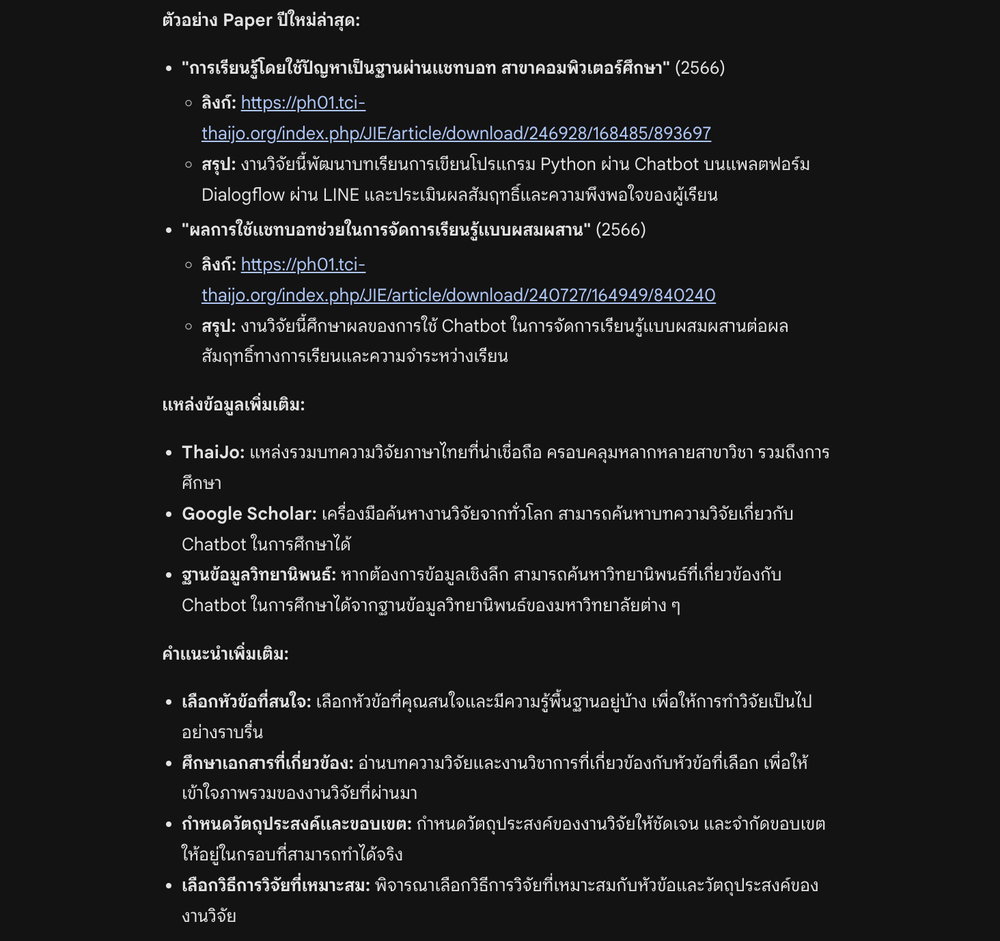 ตัวอย่าง Paper ปีใหม่ล่าสุด:
• "การเรียนรู้โดยใช้ปัญหาเป็นฐานผ่านแชทบอท สาขาคอมพิวเตอร์ศึกษา" (2566)
○ ลิงก์: https://ph01.tci-
thaijo.org/index.php/JIE/article/download/246928/168485/893697
○ สรุป: งานวิจัยนี้พัฒนาบทเรียนการเขียนโปรแกรม Python ผ่าน Chatbot บนแพลตฟอร์ม
Dialogflow ผ่าน LINE และประเมินผลสัมฤทธิ์และความพึงพอใจของผู้เรียน
• "ผลการใช้แชทบอทช่วยในการจัดการเรียนรู้แบบผสมผสาน" (2566)
○ ลิงก์: https://ph01.tci-
thaijo.org/index.php/JIE/article/download/240727/164949/840240
○ สรุป: งานวิจัยนี้ศึกษาผลของการใช้ Chatbot ในการจัดการเรียนรู้แบบผสมผสานต่อผล
สัมฤทธิ์ทางการเรียนและความจำระหว่างเรียน
แหล่งข้อมูลเพิ่มเติม:
• ThaiJo: แหล่งรวมบทความวิจัยภาษาไทยที่น่าเชื่อถือ ครอบคลุมหลากหลายสาขาวิชา รวมถึงการ
ศึกษา
• Google Scholar: เครื่องมือค้นหางานวิจัยจากทั่วโลก สามารถค้นหาบทความวิจัยเกี่ยวกับ
Chatbot ในการศึกษาได้
• ฐานข้อมูลวิทยานิพนธ์: หากต้องการข้อมูลเชิงลึก สามารถค้นหาวิทยานิพนธ์ที่เกี่ยวข้องกับ
Chatbot ในการศึกษาได้จากฐานข้อมูลวิทยานิพนธ์ของมหาวิทยาลัยต่าง ๆ
คำแนะนำเพิ่มเติม:
• เลือกหัวข้อที่สนใจ: เลือกหัวข้อที่คุณสนใจและมีความรู้พื้นฐานอยู่บ้าง เพื่อให้การทำวิจัยเป็นไป
อย่างราบรื่น
• ศึกษาเอกสารที่เกี่ยวข้อง: อ่านบทความวิจัยและงานวิชาการที่เกี่ยวข้องกับหัวข้อที่เลือก เพื่อให้
เข้าใจภาพรวมของงานวิจัยที่ผ่านมา
• กำหนดวัตถุประสงค์และขอบเขต: กำหนดวัตถุประสงค์ของงานวิจัยให้ชัดเจน และจำกัดขอบเขต
ให้อยู่ในกรอบที่สามารถทำได้จริง
• เลือกวิธีการวิจัยที่เหมาะสม: พิจารณาเลือกวิธีการวิจัยที่เหมาะสมกับหัวข้อและวัตถุประสงค์ของ
งานวิจัย